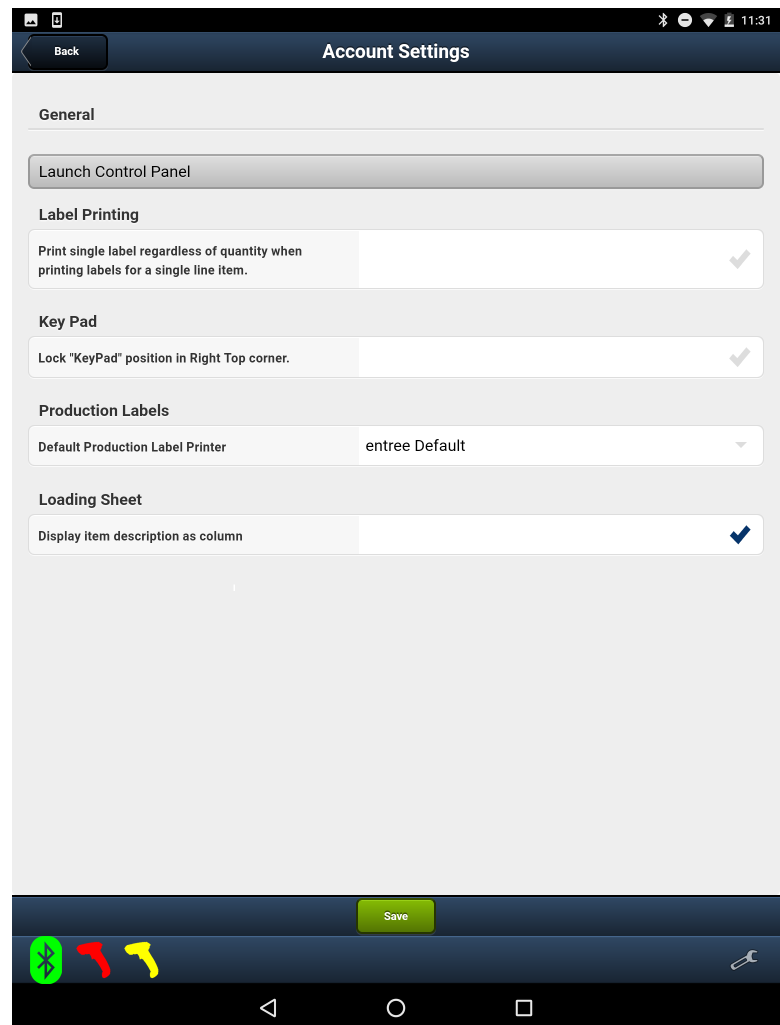 11:31
Back
Account Settings
General
Launch Control Panel
Label Printing
Print single label regardless of quantity when
printing labels for a single line item.
Key Pad
Lock "KeyPad" position in Right Top corner.
Production Labels
Default Production Label Printer
entree Default
Loading Sheet
Display item description as column
Save